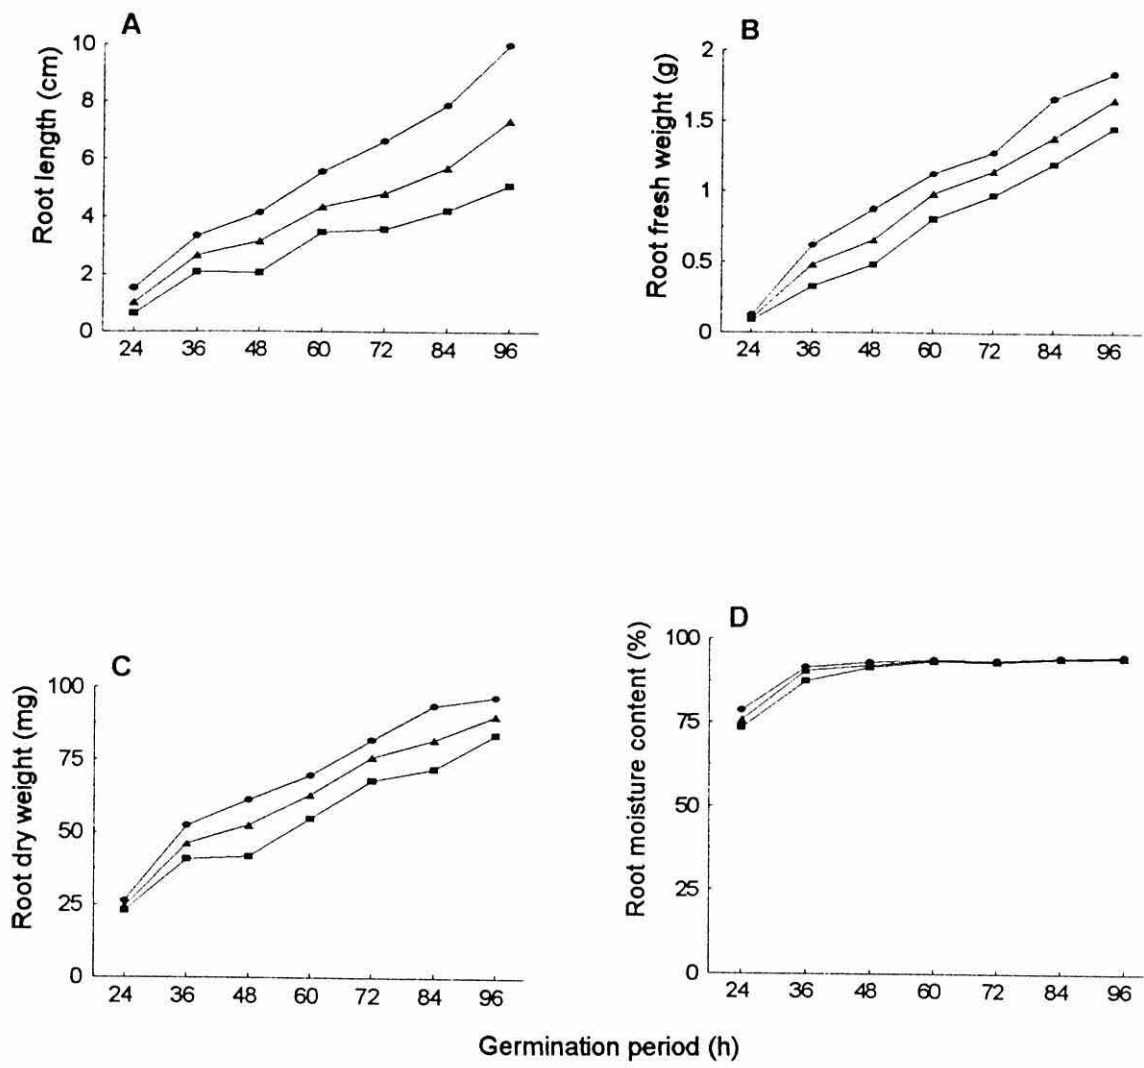 A
Root length (cm)
10
8
6
4
2
0
24 36 48 60 72 84 96
B
Root fresh weight (g)
2
1.5
1
0.5
0
24 36 48 60 72 84 96
C
Root dry weight (mg)
100
75
50
25
0
24 36 48 60 72 84 96
D
Root moisture content (%)
100
75
50
25
0
24 36 48 60 72 84 96
Germination period (h)